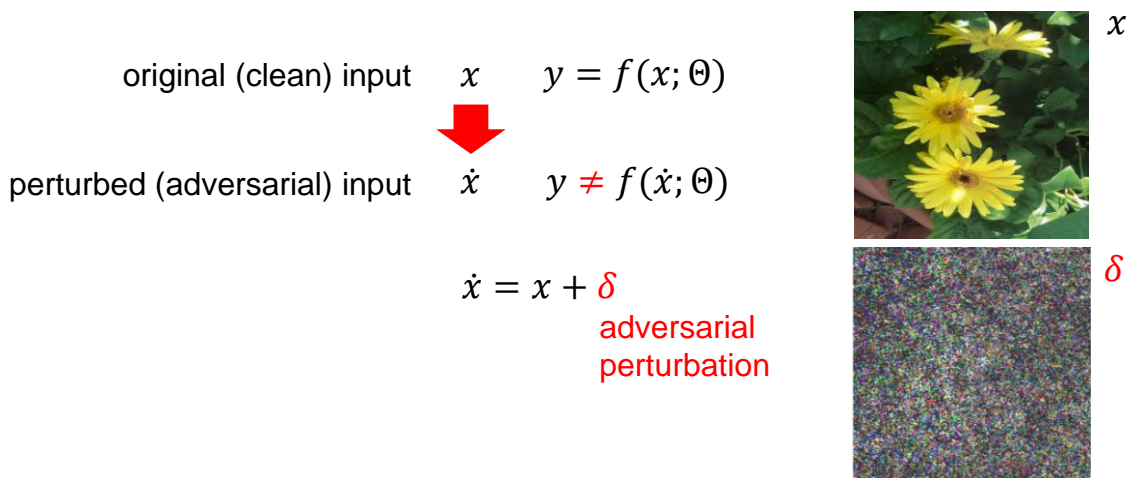 original (clean) input x y = f(x; Θ) x
perturbed (adversarial) input ẋ y ≠ f(ẋ; Θ)
ẋ = x + δ δ
adversarial
perturbation